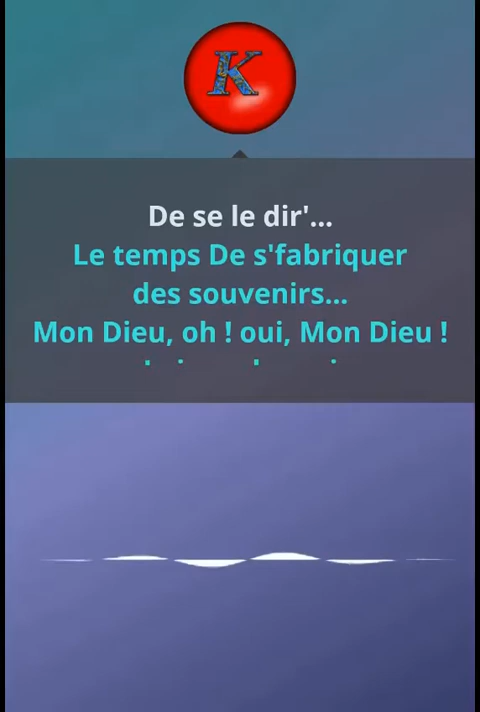 K
De se le dir'...
Le temps De s'fabriquer
des souvenirs...
Mon Dieu, oh ! oui, Mon Dieu !